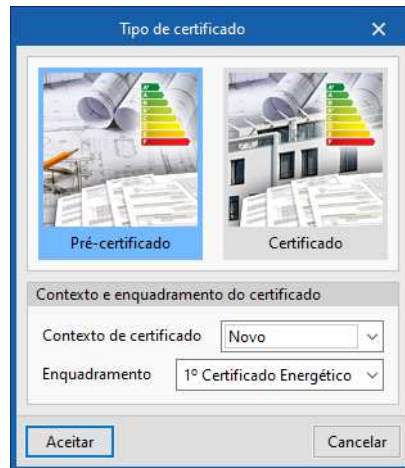 Tipo de certificado
Pré-certificado
Certificado
Contexto e enquadramento do certificado
Contexto de certificado
Novo
Enquadramento
1º Certificado Energético
Aceitar
Cancelar